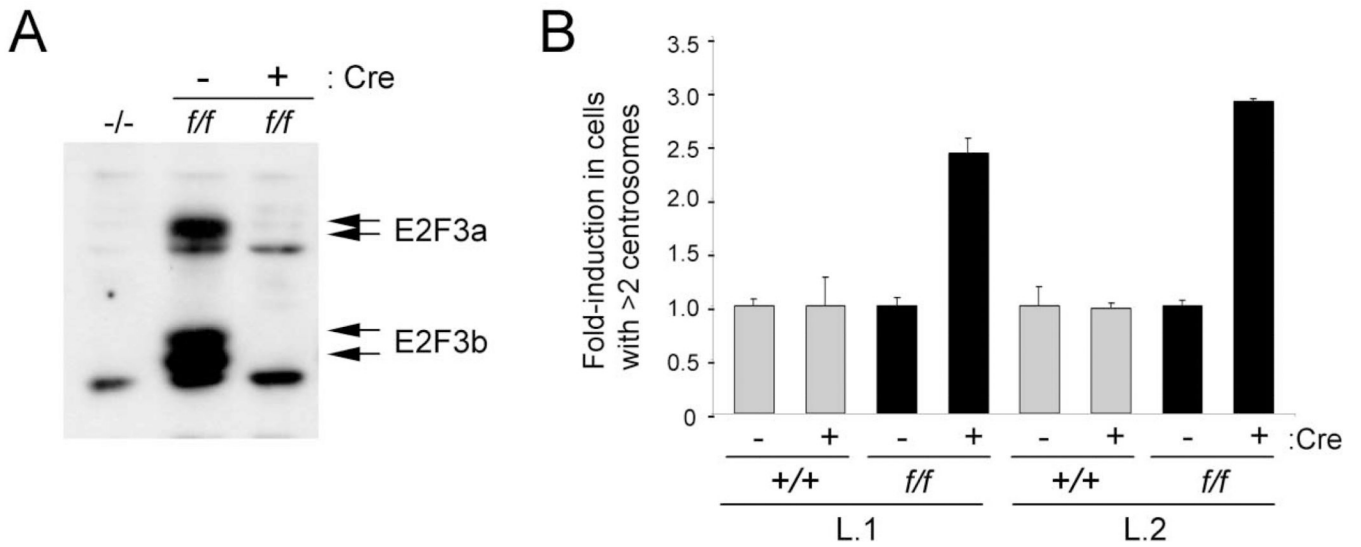 A
- + : Cre
-/- f/f f/f
E2F3a
E2F3b
B
Fold-induction in cells
with >2 centrosomes
3.5
3.0
2.5
2.0
1.5
1.0
0.5
0
- + - + - + - + :Cre
+/+ f/f +/+ f/f
L.1 L.2